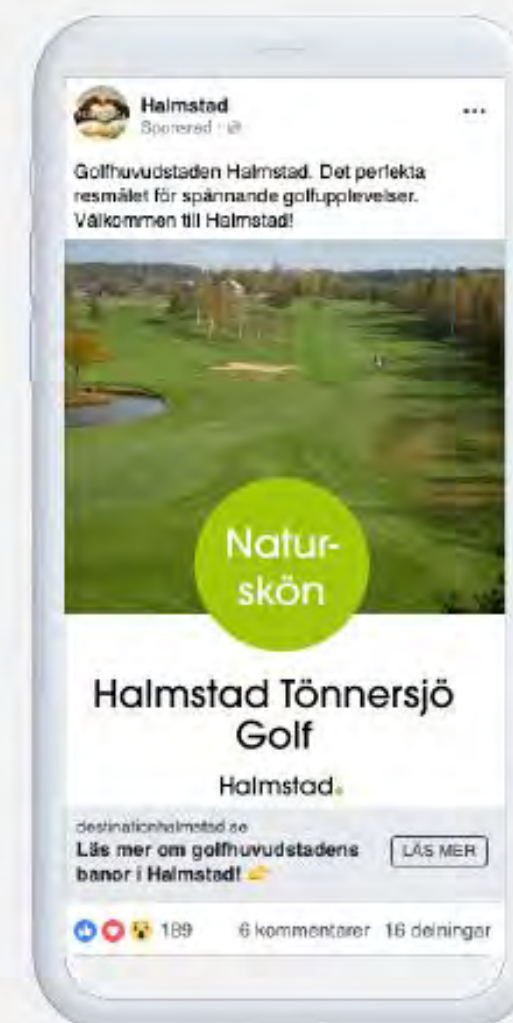 Halmstad
Sponsred
Golfhuvudstaden Halmstad. Det perfekta
resmålet för spännande golfupplevelser.
Välkommen till Halmstad!
Natur-
skön
Halmstad Tönnersjö
Golf
Halmstad.
destinationhalmstad.se
Läs mer om golfhuvudstadens
banor i Halmstad! 👉
LÄS MER
189 6 kommentarer 16 delningar